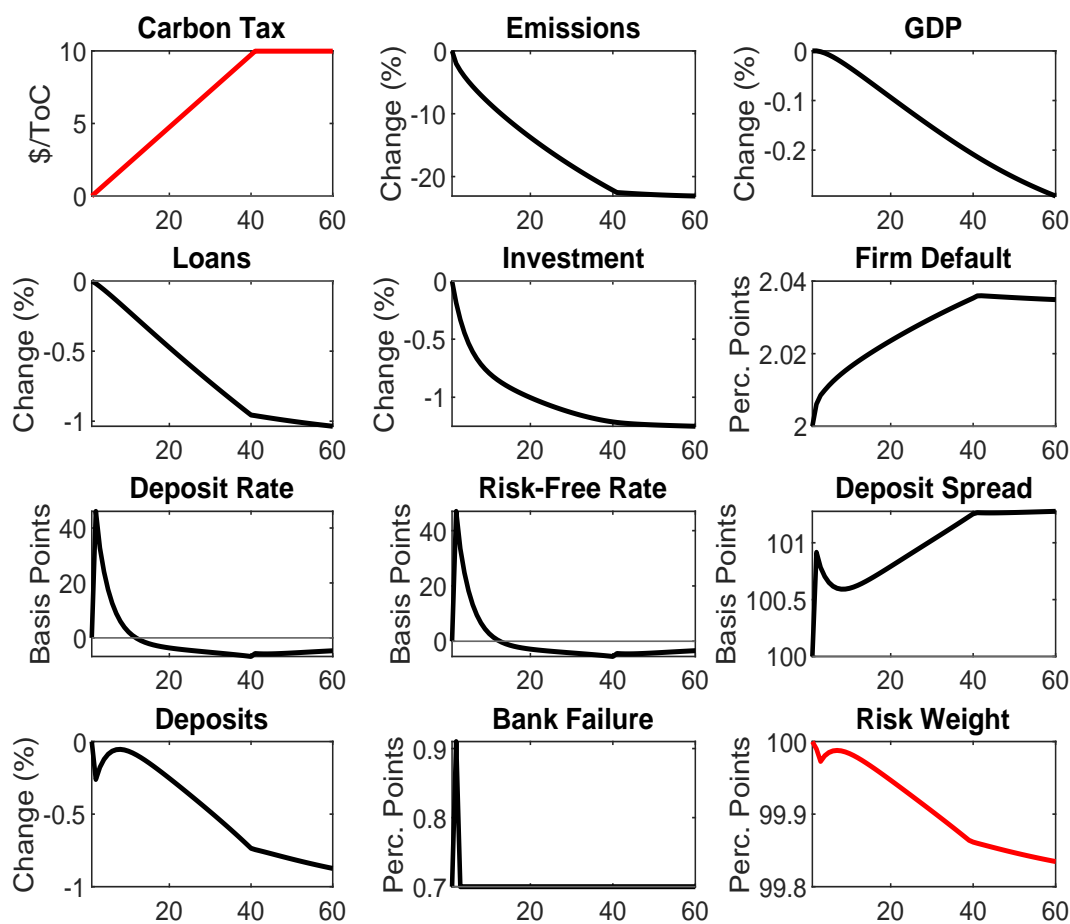 Carbon Tax
$/ToC
10
5
0
20 40 60
Emissions
Change (%)
0
-10
-20
20 40 60
GDP
Change (%)
0
-0.1
-0.2
20 40 60
Loans
Change (%)
0
-0.5
-1
20 40 60
Investment
Change (%)
0
-0.5
-1
20 40 60
Firm Default
Perc. Points
2.04
2.02
2
20 40 60
Deposit Rate
Basis Points
40
20
0
20 40 60
Risk-Free Rate
Basis Points
40
20
0
20 40 60
Deposit Spread
Basis Points
101
100.5
100
20 40 60
Deposits
Change (%)
0
-0.5
-1
20 40 60
Bank Failure
Perc. Points
0.9
0.8
0.7
20 40 60
Risk Weight
Perc. Points
100
99.9
99.8
20 40 60